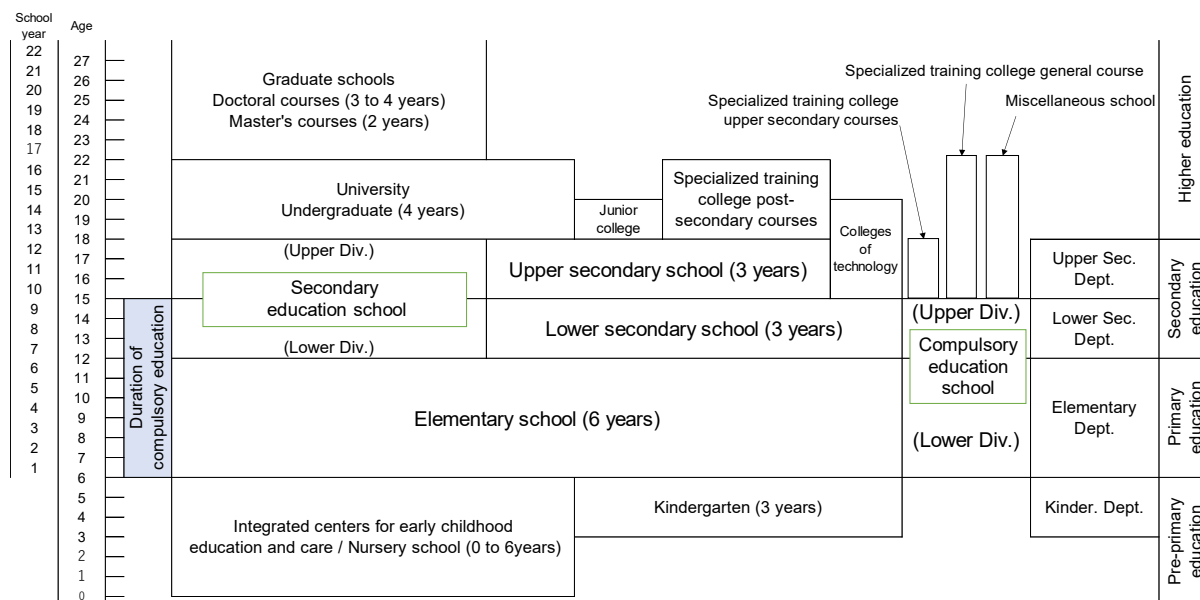 School
year
Age
22
21
20
19
18
17
16
15
14
13
12
11
10
9
8
7
6
5
4
3
2
1
27
26
25
24
23
22
21
20
19
18
17
16
15
14
13
12
11
10
9
8
7
6
5
4
3
2
1
0
Duration of
compulsory education
Graduate schools
Doctoral courses (3 to 4 years)
Master's courses (2 years)
University
Undergraduate (4 years)
Junior
college
Specialized training
college post-
secondary courses
Colleges
of
technology
Specialized training college general course
Specialized training college
upper secondary courses
Miscellaneous school
(Upper Div.)
Secondary
education school
(Lower Div.)
Upper secondary school (3 years)
Lower secondary school (3 years)
Elementary school (6 years)
(Upper Div.)
Compulsory
education
school
(Lower Div.)
Upper Sec.
Dept.
Lower Sec.
Dept.
Elementary
Dept.
Kinder. Dept.
Integrated centers for early childhood
education and care / Nursery school (0 to 6years)
Kindergarten (3 years)
Higher education
Secondary
education
Primary
education
Pre-primary
education